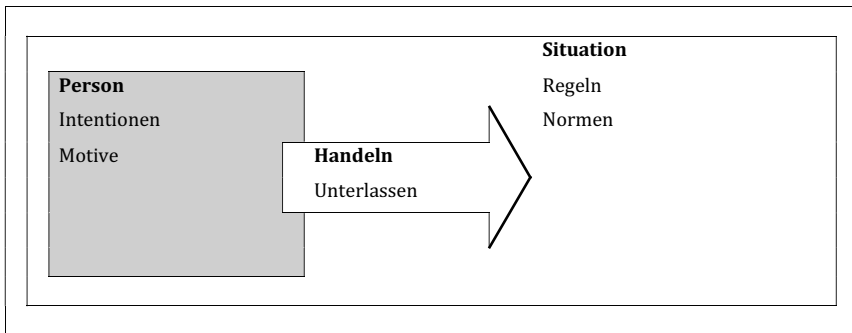 Situation
Person
Regeln
Intentionen
Normen
Motive
Handeln
Unterlassen